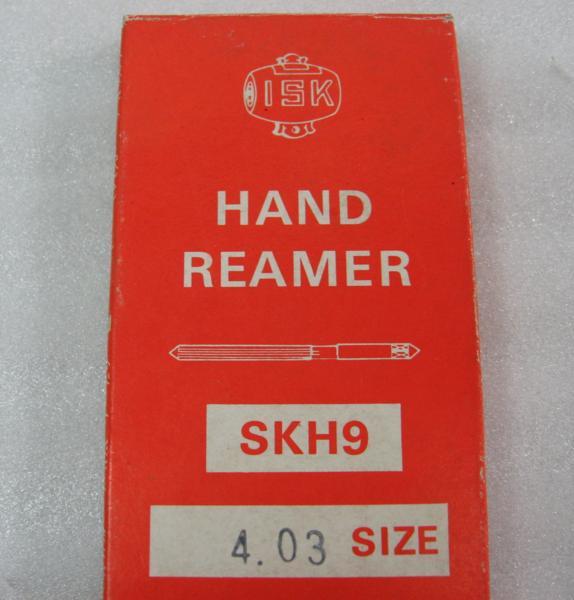 ISK
HAND
REAMER
SKH9
4.03 SIZE